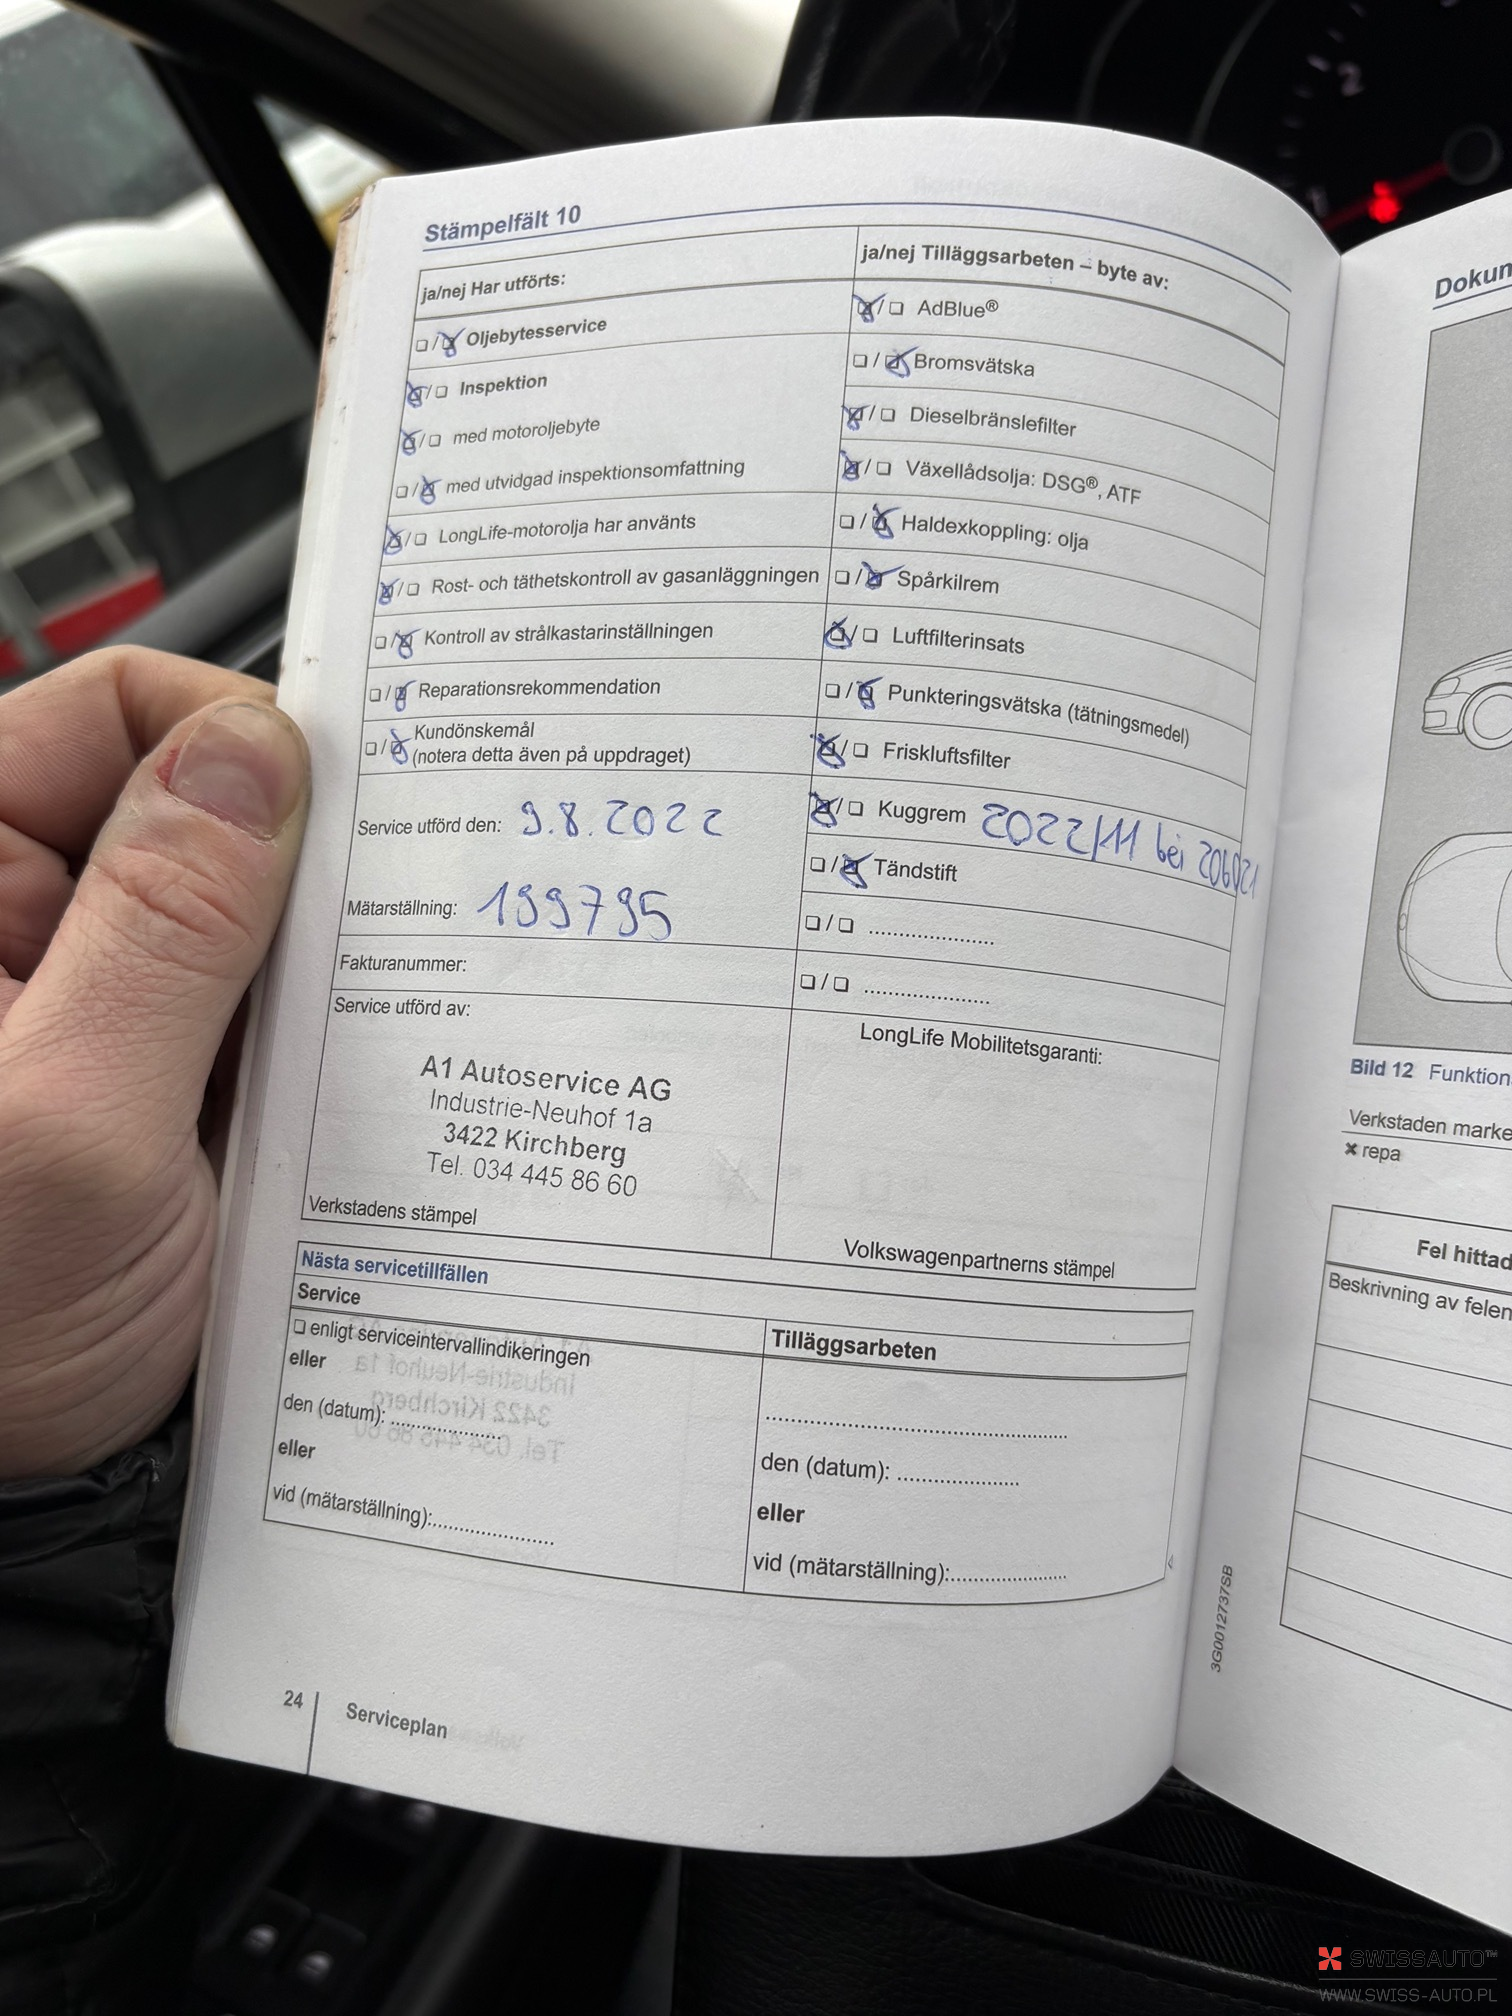 Stämpelfält 10
ja/nej Har utförts:
❏ / ☒ Oljebytesservice
☒ / ❏ Inspektion
☒ / ❏ med motoroljebyte
❏ / ☒ med utvidgad inspektionsomfattning
☒ / ❏ LongLife-motorolja har använts
☒ / ❏ Rost- och täthetskontroll av gasanläggningen
❏ / ☒ Kontroll av strålkastarinställningen
❏ / ☒ Reparationsrekommendation
❏ / ☒ Kundönskemål
(notera detta även på uppdraget)
Service utförd den: 9.8.2022
Mätarställning: 199795
Fakturanummer:
Service utförd av:
A1 Autoservice AG
Industrie-Neuhof 1a
3422 Kirchberg
Tel. 034 445 86 60
Verkstadens stämpel
ja/nej Tilläggsarbeten – byte av:
☒ / ❏ AdBlue®
❏ / ☒ Bromsvätska
☒ / ❏ Dieselbränslefilter
☒ / ❏ Växellådsolja: DSG®, ATF
❏ / ☒ Haldexkoppling: olja
❏ / ☒ Spårkilrem
☒ / ❏ Luftfilterinsats
❏ / ☒ Punkteringsvätska (tätningsmedel)
☒ / ❏ Friskluftsfilter
☒ / ❏ Kuggrem 2022/11 bei 206021
❏ / ☒ Tändstift
❏ / ❏ .....................
❏ / ❏ .....................
LongLife Mobilitetsgaranti:
Volkswagenpartnerns stämpel
Nästa servicetillfällen
Service
❏ enligt serviceintervallindikeringen
eller
den (datum): ...................
eller
vid (mätarställning):.....................
Tilläggsarbeten
..................................................
den (datum): .....................
eller
vid (mätarställning):.....................
24
Serviceplan
3G0012737SB
Bild 12 Funktion
Verkstaden marke
✖ repa
Fel hittad
Beskrivning av felen
2
1
SWISSAUTO™
WWW.SWISS-AUTO.PL